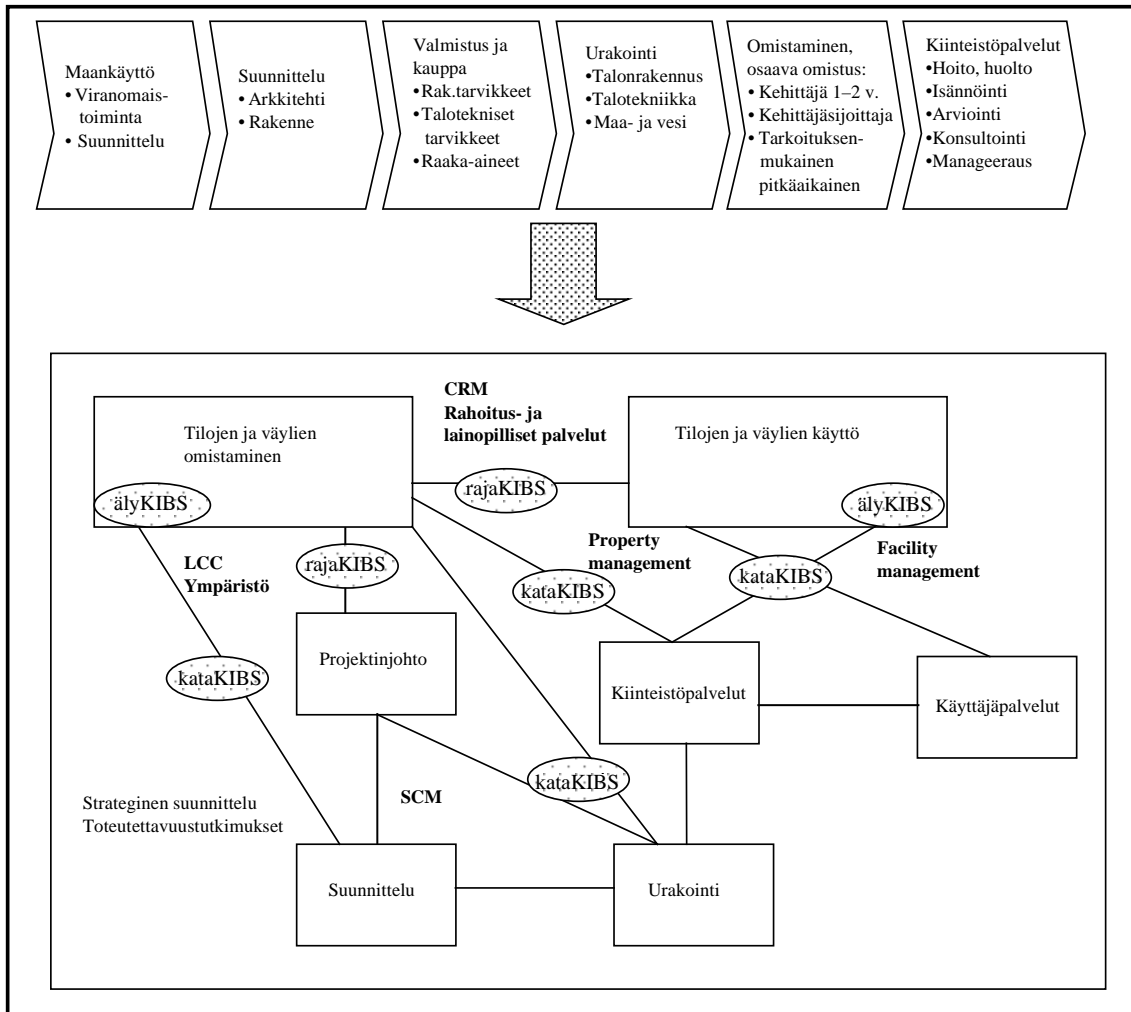 Maankäyttö
• Viranomais-
toiminta
• Suunnittelu
Suunnittelu
• Arkkitehti
• Rakenne
Valmistus ja
kauppa
•Rak.tarvikkeet
•Talotekniset
tarvikkeet
•Raaka-aineet
Urakointi
•Talonrakennus
•Talotekniikka
•Maa- ja vesi
Omistaminen,
osaava omistus:
• Kehittäjä 1–2 v.
• Kehittäjäsijoittaja
• Tarkoituksen-
mukainen
pitkäaikainen
Kiinteistöpalvelut
•Hoito, huolto
•Isännöinti
•Arviointi
•Konsultointi
•Manageeraus
CRM
Rahoitus- ja
lainopilliset palvelut
Tilojen ja väylien
omistaminen
Tilojen ja väylien käyttö
älyKIBS
rajaKIBS
älyKIBS
LCC
Ympäristö
rajaKIBS
Property
management
Facility
management
kataKIBS
kataKIBS
kataKIBS
Projektinjohto
Kiinteistöpalvelut
Käyttäjäpalvelut
kataKIBS
SCM
Strateginen suunnittelu
Toteutettavuustutkimukset
Suunnittelu
Urakointi